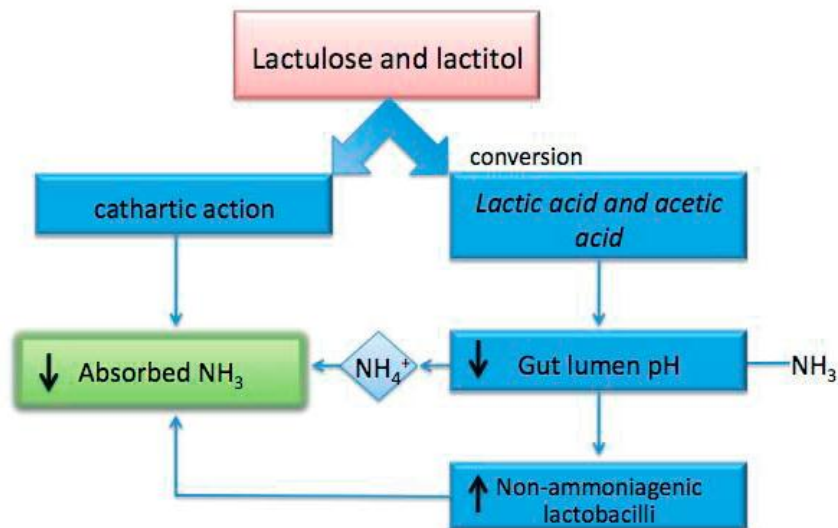 Lactulose and lactitol
conversion
cathartic action
Lactic acid and acetic
acid
↓ Absorbed NH₃
NH₄⁺
↓ Gut lumen pH
NH₃
↑ Non-ammoniagenic
lactobacilli